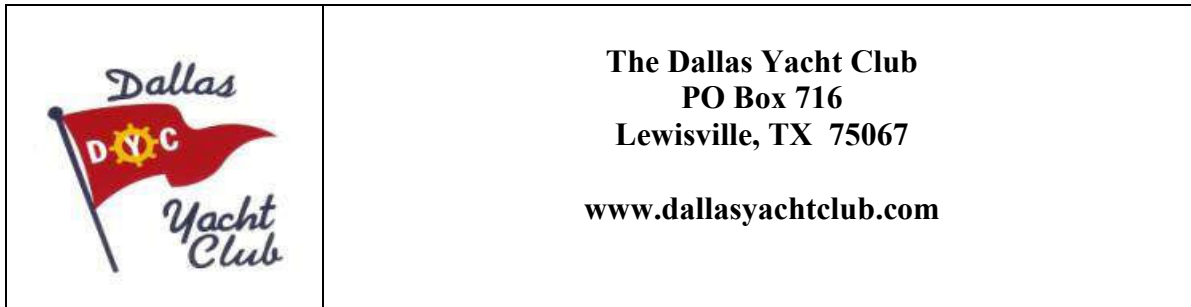 Dallas
D Y C
Yacht
Club
The Dallas Yacht Club
PO Box 716
Lewisville, TX  75067
www.dallasyachtclub.com